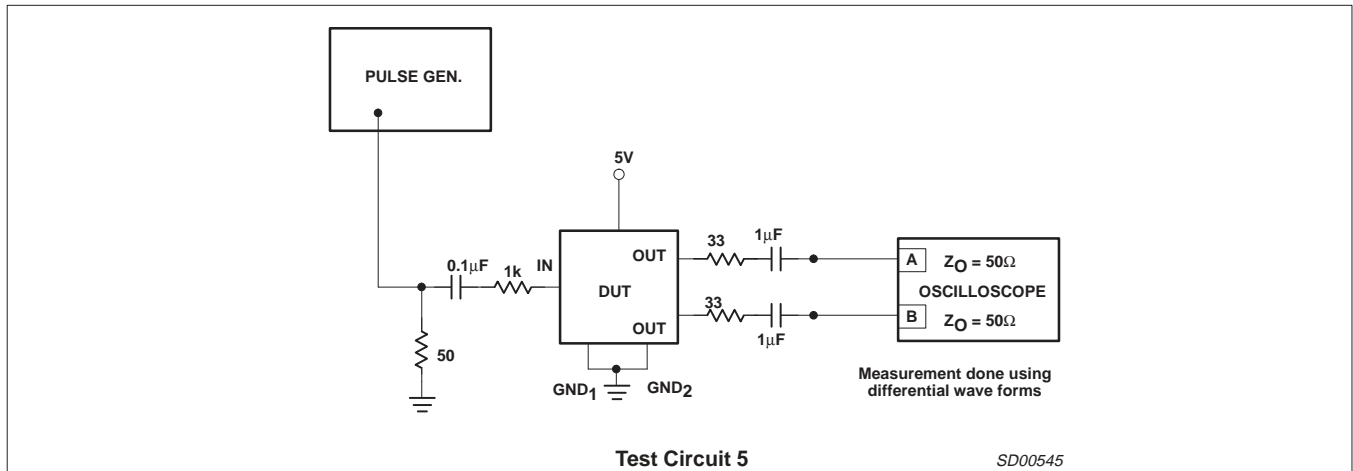 PULSE GEN.
5V
0.1μF
1k
IN
OUT
DUT
OUT
33
1μF
33
1μF
A
ZO = 50Ω
OSCILLOSCOPE
B
ZO = 50Ω
50
GND1
GND2
Measurement done using
differential wave forms
Test Circuit 5
SD00545